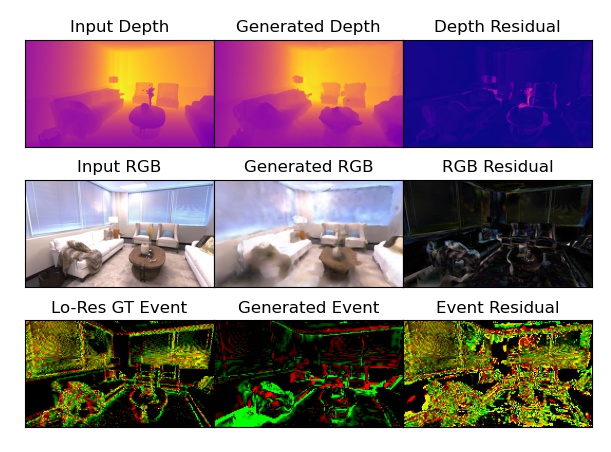 Input Depth
Generated Depth
Depth Residual
Input RGB
Generated RGB
RGB Residual
Lo-Res GT Event
Generated Event
Event Residual